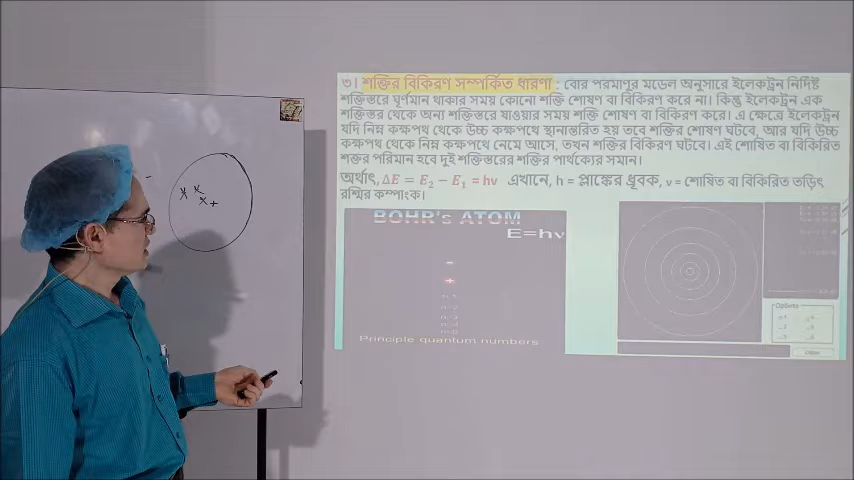 ৩। শক্তির বিকিরণ সম্পর্কিত ধারণা : বোর পরমাণুর মডেল অনুসারে ইলেকট্রন নির্দিষ্ট
শক্তিস্তরে ঘূর্ণমান থাকার সময় কোনো শক্তি শোষণ বা বিকিরণ করে না। কিন্তু ইলেকট্রন এক
শক্তিস্তর থেকে অন্য শক্তিস্তরে যাওয়ার সময় শক্তি শোষণ বা বিকিরণ করে। এ ক্ষেত্রে ইলেকট্রন
যদি নিম্ন কক্ষপথ থেকে উচ্চ কক্ষপথে স্থানান্তরিত হয় তবে শক্তির শোষণ ঘটবে, আর যদি উচ্চ
কক্ষপথ থেকে নিম্ন কক্ষপথে নেমে আসে, তখন শক্তির বিকিরণ ঘটবে। এই শোষিত বা বিকিরিত
শক্তর পরিমান হবে দুই শক্তিস্তরের শক্তির পার্থক্যের সমান।
অর্থাৎ, ΔE = E₂ − E₁ = hν এখানে, h = প্লাঙ্কের ধ্রূবক, ν = শোষিত বা বিকিরিত তড়িৎ
রশ্মির কম্পাংক।
BOHR's ATOM
E=hν
-
+
Principle quantum numbers
Options